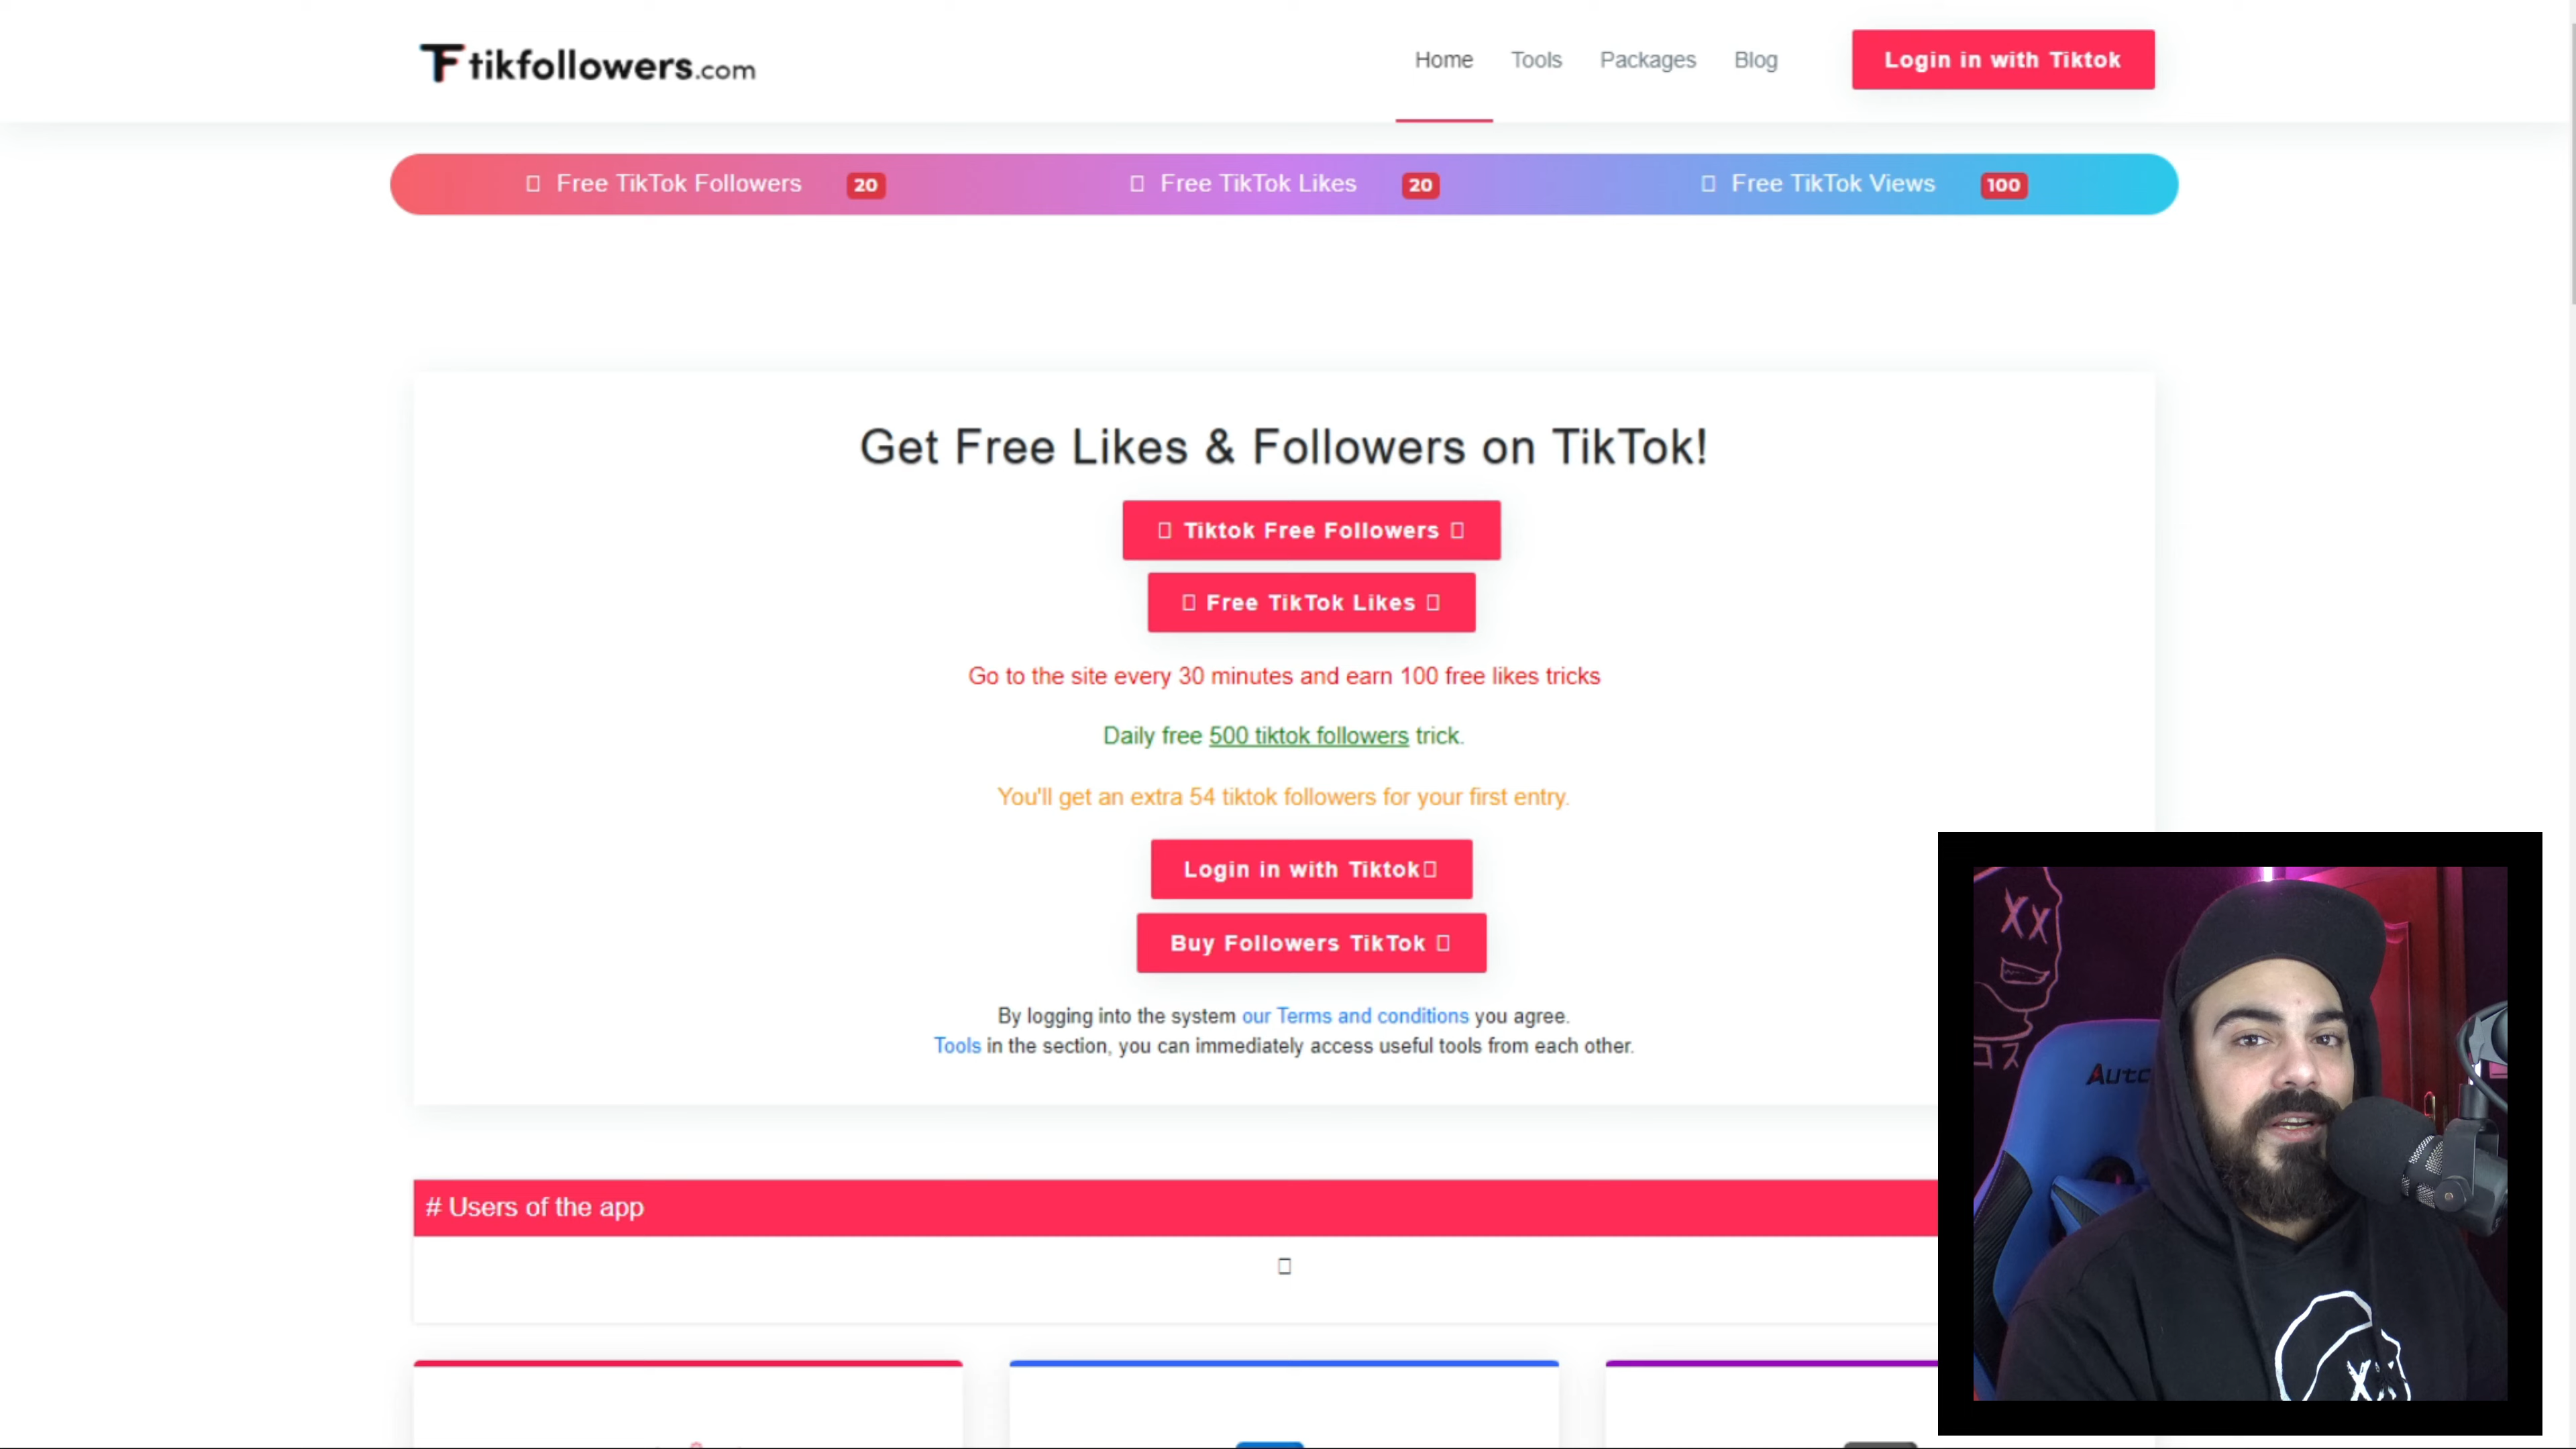 TF tikfollowers.com
Home Tools Packages Blog Login in with Tiktok
Free TikTok Followers 20 Free TikTok Likes 20 Free TikTok Views 100
Get Free Likes & Followers on TikTok!
Tiktok Free Followers
Free TikTok Likes
Go to the site every 30 minutes and earn 100 free likes tricks
Daily free 500 tiktok followers trick.
You'll get an extra 54 tiktok followers for your first entry.
Login in with Tiktok
Buy Followers TikTok
By logging into the system our Terms and conditions you agree.
Tools in the section, you can immediately access useful tools from each other.
# Users of the app
XX
コス